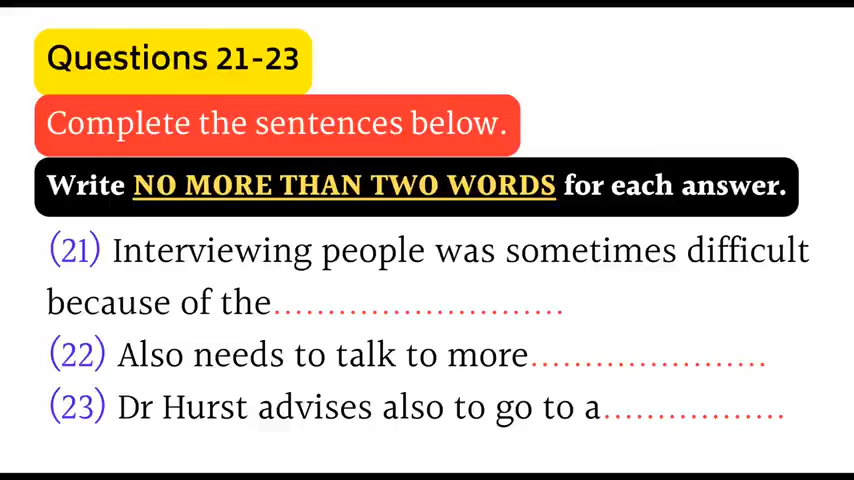 Questions 21-23
Complete the sentences below.
Write NO MORE THAN TWO WORDS for each answer.
(21) Interviewing people was sometimes difficult
because of the...........................
(22) Also needs to talk to more......................
(23) Dr Hurst advises also to go to a.................